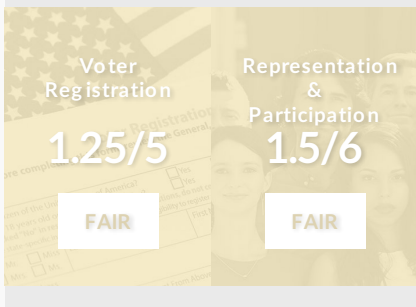 Voter
Registration
1.25/5
FAIR
Representation
&
Participation
1.5/6
FAIR